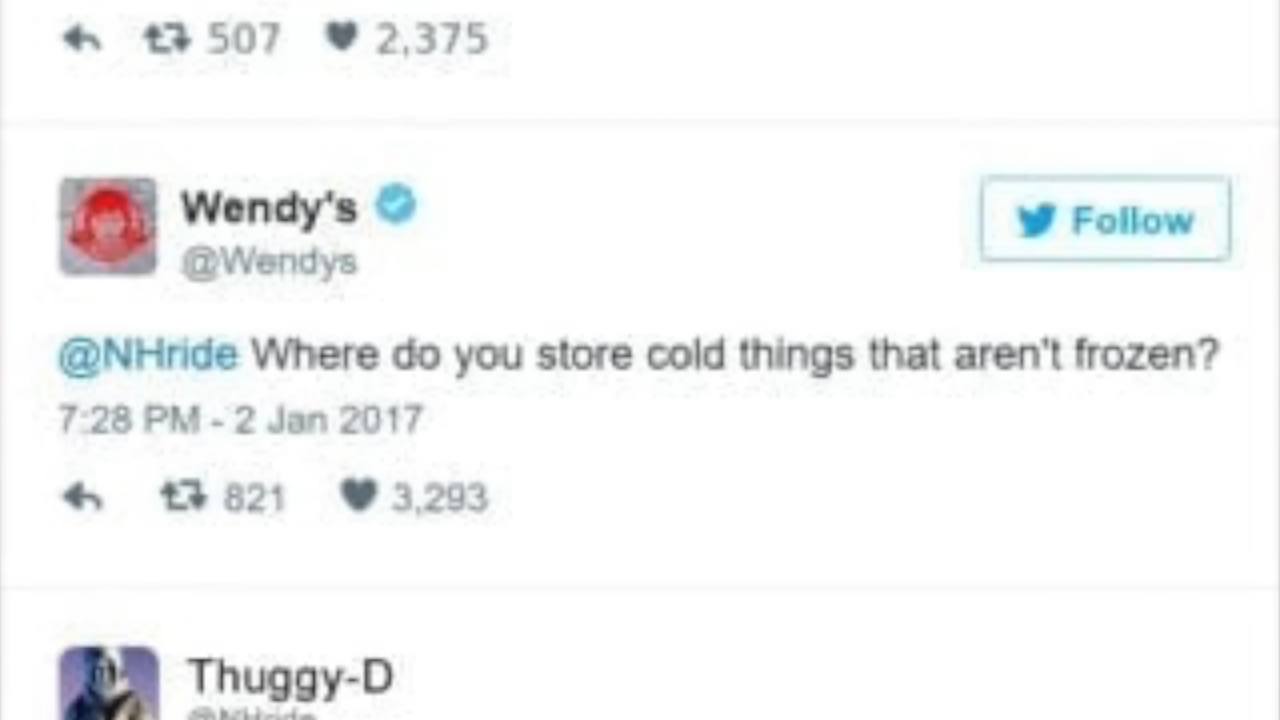 507 2,375
Wendy's
@Wendys
Follow
@NHride Where do you store cold things that aren't frozen?
7:28 PM - 2 Jan 2017
821 3,293
Thuggy-D
@NHride